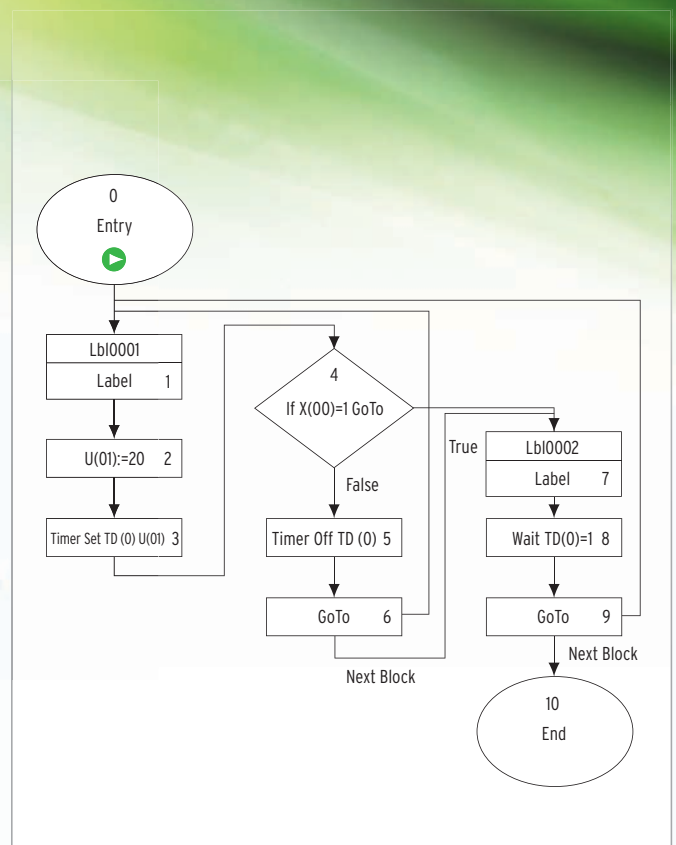 0
Entry
Lbl0001
Label 1
U(01):=20 2
Timer Set TD (0) U(01) 3
4
If X(00)=1 GoTo
False
Timer Off TD (0) 5
GoTo 6
Next Block
True
Lbl0002
Label 7
Wait TD(0)=1 8
GoTo 9
Next Block
10
End